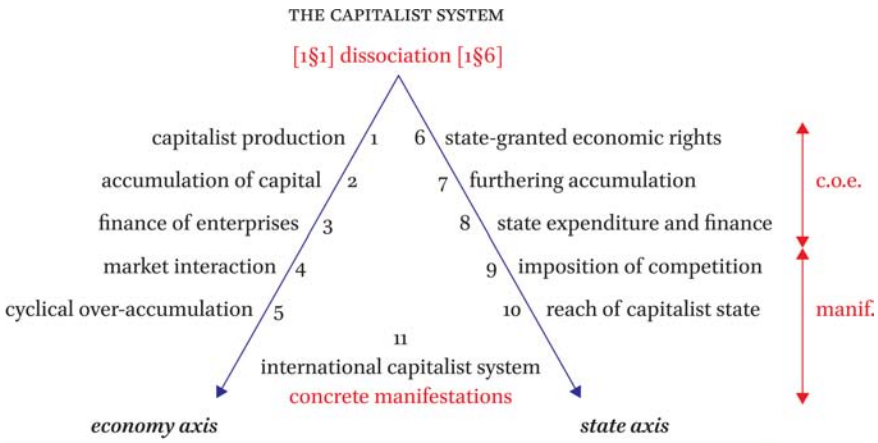 THE CAPITALIST SYSTEM
[1§1] dissociation [1§6]
capitalist production 1 6 state-granted economic rights
accumulation of capital 2 7 furthering accumulation c.o.e.
finance of enterprises 3 8 state expenditure and finance
market interaction 4 9 imposition of competition
cyclical over-accumulation 5 10 reach of capitalist state manif.
11
international capitalist system
concrete manifestations
economy axis state axis